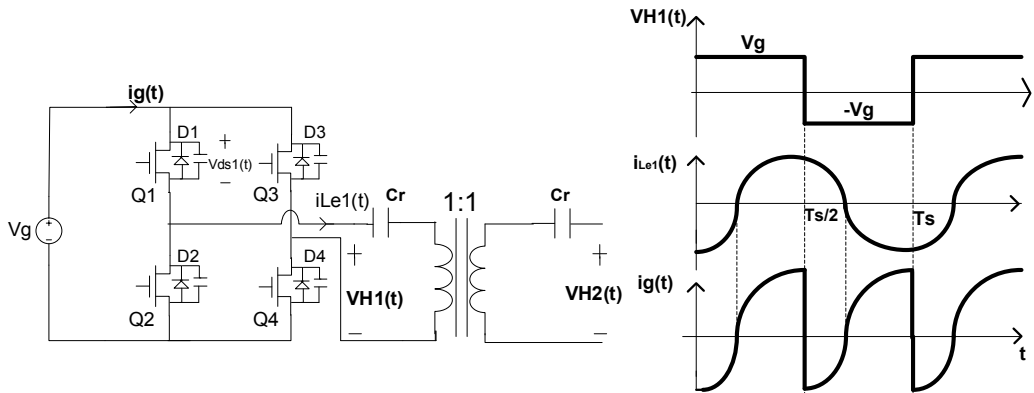 ig(t)
D1
D3
+
Vds1(t)
−
Q1
Q3
iLe1(t)
Cr
1:1
Cr
Vg
+
−
D2
D4
Q2
Q4
+
VH1(t)
−
+
VH2(t)
−
VH1(t)
Vg
-Vg
iLe1(t)
Ts/2
Ts
ig(t)
t